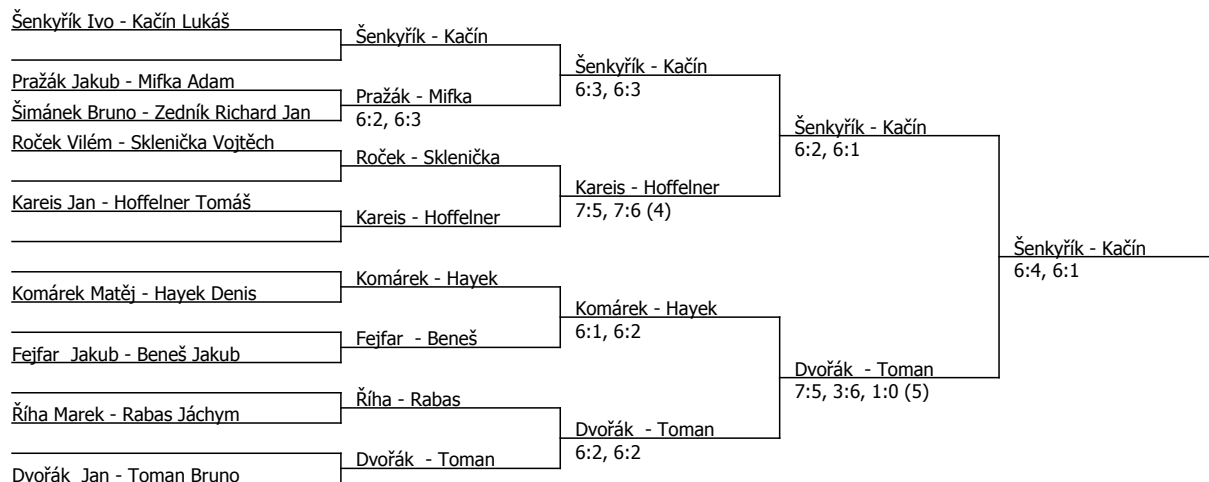 Šenkyřík Ivo - Kačín Lukáš
Šenkyřík - Kačín
Pražák Jakub - Mifka Adam
Šenkyřík - Kačín
6:3, 6:3
Pražák - Mifka
6:2, 6:3
Šimánek Bruno - Zedník Richard Jan
Šenkyřík - Kačín
6:2, 6:1
Roček Vilém - Sklenička Vojtěch
Roček - Sklenička
Kareis Jan - Hoffelner Tomáš
Kareis - Hoffelner
7:5, 7:6 (4)
Kareis - Hoffelner
Šenkyřík - Kačín
6:4, 6:1
Komárek - Hayek
Komárek Matěj - Hayek Denis
Komárek - Hayek
6:1, 6:2
Fejfar - Beneš
Fejfar Jakub - Beneš Jakub
Dvořák - Toman
7:5, 3:6, 1:0 (5)
Říha - Rabas
Říha Marek - Rabas Jáchym
Dvořák - Toman
6:2, 6:2
Dvořák - Toman
Dvořák Jan - Toman Bruno